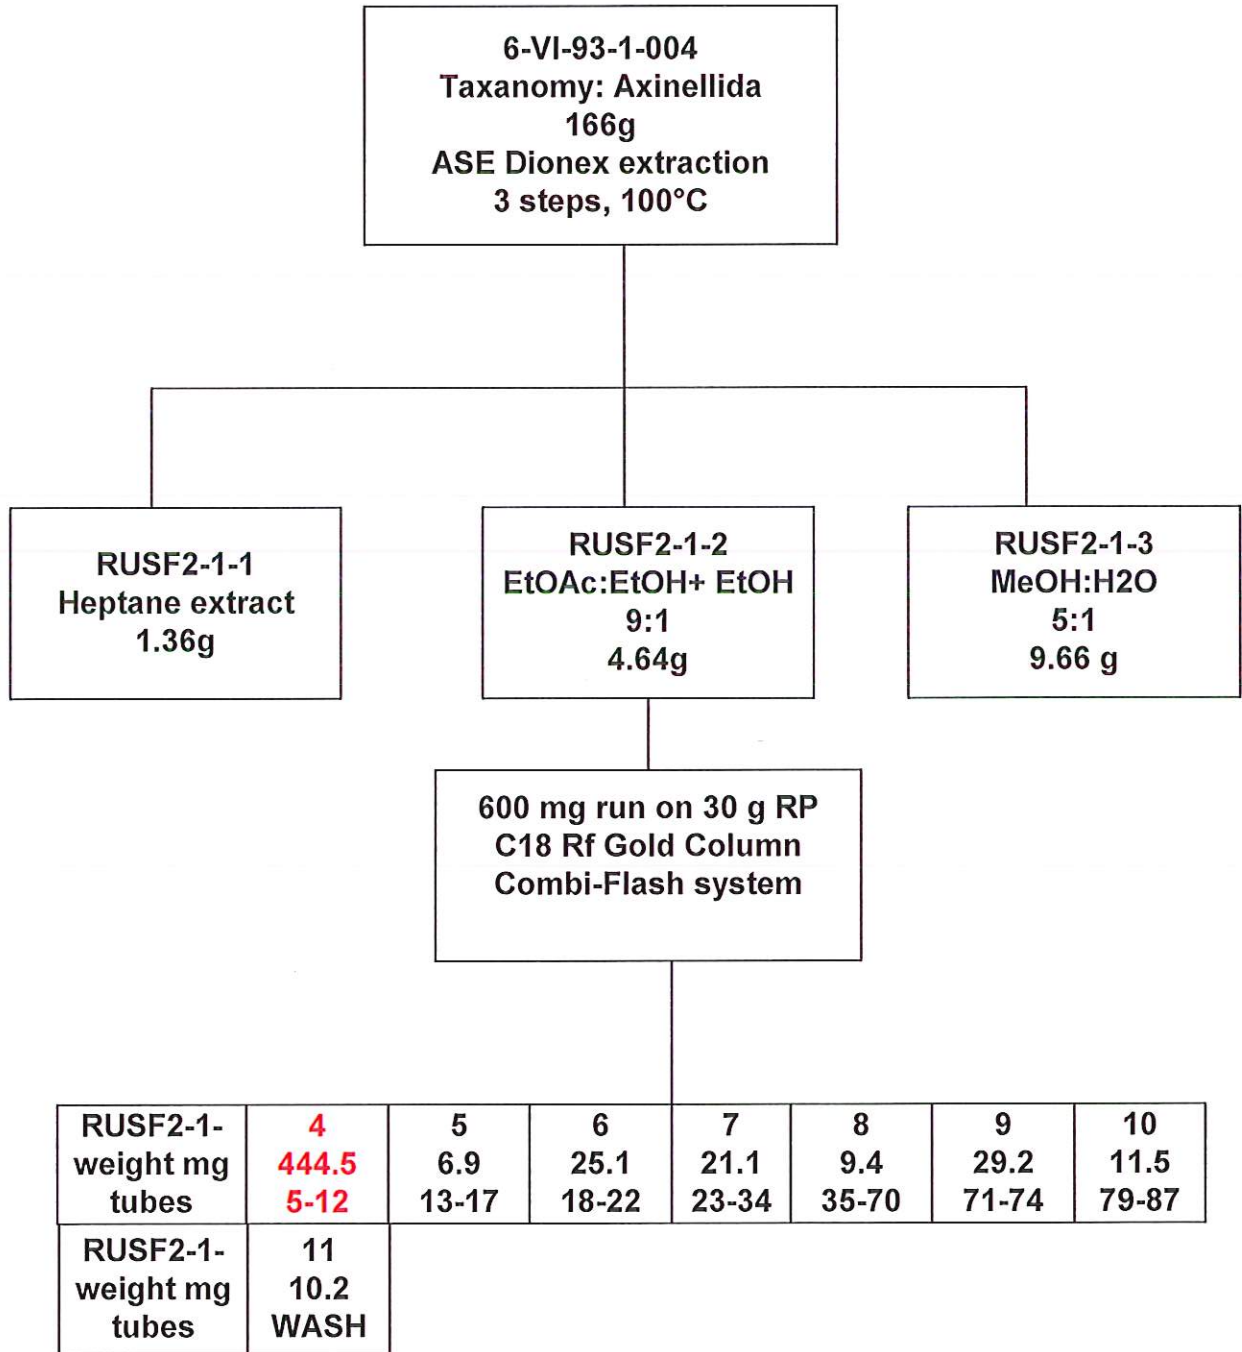 6-VI-93-1-004
Taxanomy: Axinellida
166g
ASE Dionex extraction
3 steps, 100°C
RUSF2-1-1
Heptane extract
1.36g
RUSF2-1-2
EtOAc:EtOH+ EtOH
9:1
4.64g
RUSF2-1-3
MeOH:H2O
5:1
9.66 g
600 mg run on 30 g RP
C18 Rf Gold Column
Combi-Flash system
RUSF2-1- 4 5 6 7 8 9 10
weight mg 444.5 6.9 25.1 21.1 9.4 29.2 11.5
tubes 5-12 13-17 18-22 23-34 35-70 71-74 79-87
RUSF2-1- 11
weight mg 10.2
tubes WASH